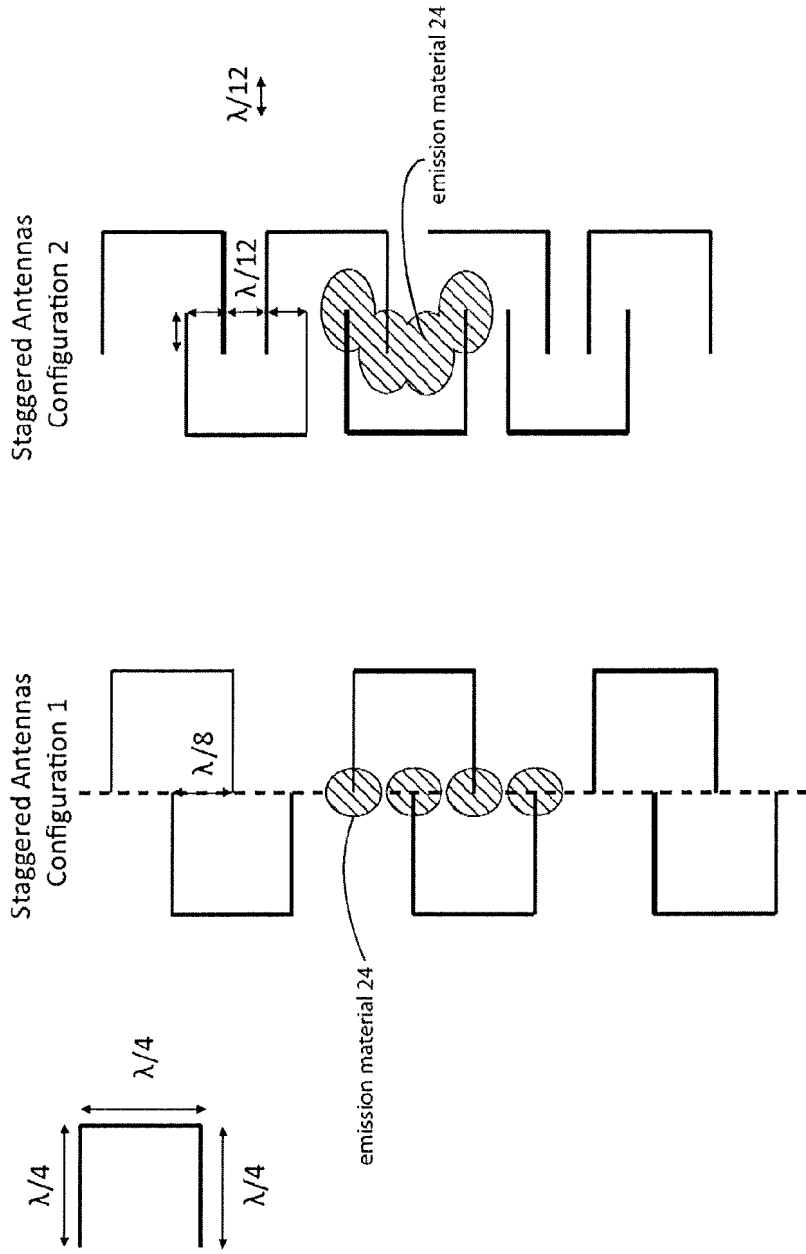 Staggered Antennas
Configuration 2
λ/12
λ/12
emission material 24
Staggered Antennas
Configuration 1
λ/8
emission material 24
λ/4
λ/4
λ/4